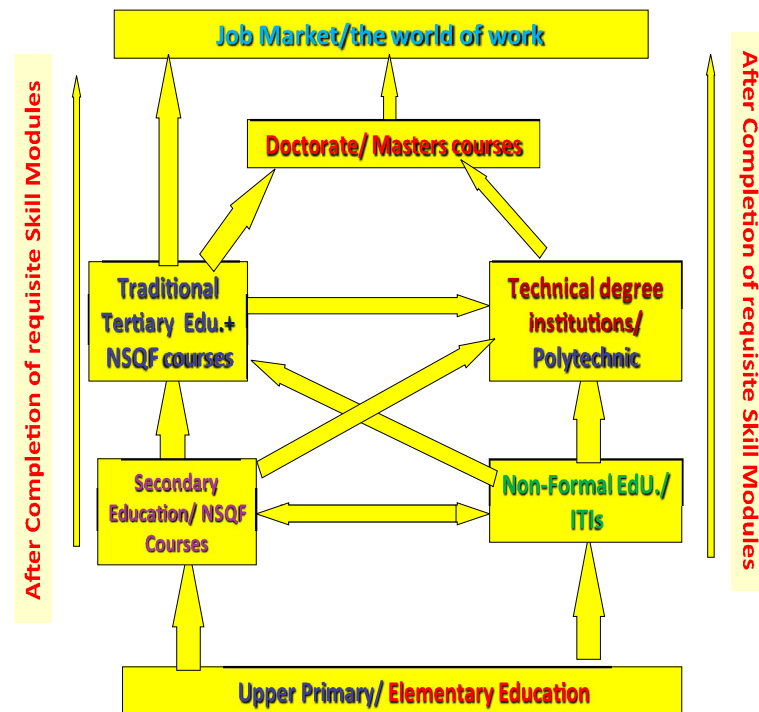 Job Market/the world of work
After Completion of requisite Skill Modules
After Completion of requisite Skill Modules
Doctorate/ Masters courses
Traditional
Tertiary Edu.+
NSQF courses
Technical degree
institutions/
Polytechnic
Secondary
Education/ NSQF
Courses
Non-Formal EdU./
ITIs
Upper Primary/ Elementary Education